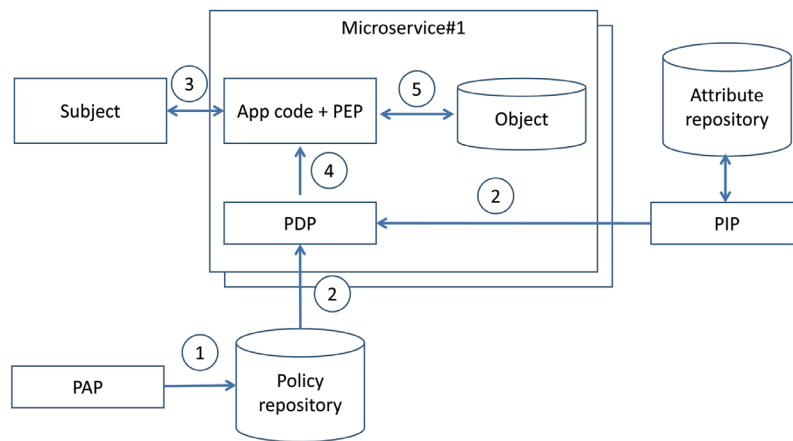 Microservice#1
3
5
Subject
App code + PEP
Object
Attribute
repository
4
2
PDP
PIP
2
1
PAP
Policy
repository